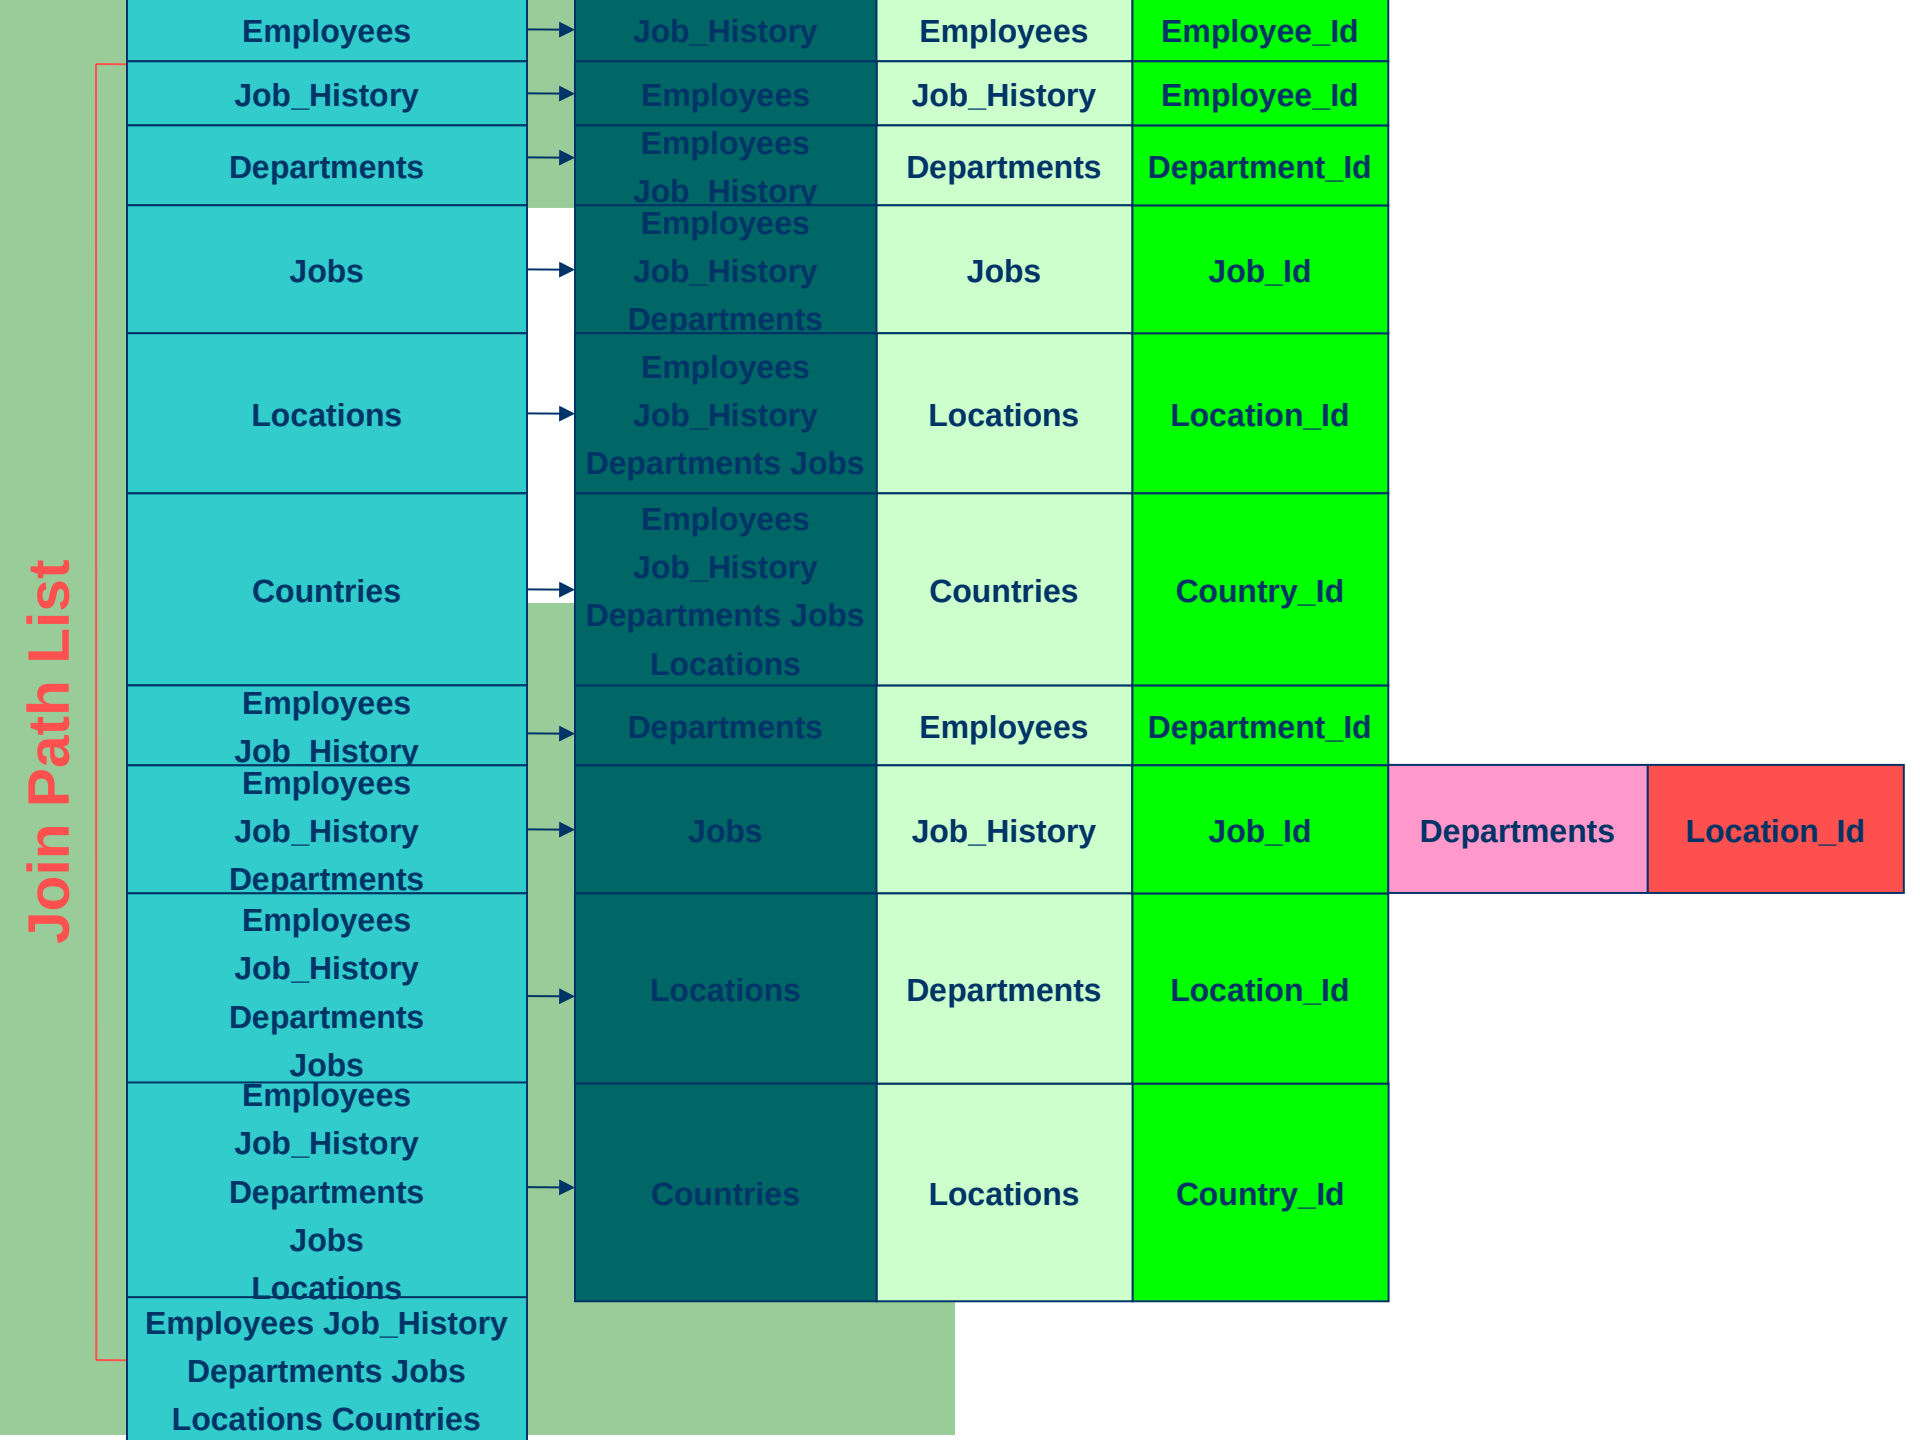 Join Path List
Employees
Job_History
Employees
Employee_Id
Job_History
Employees
Job_History
Employee_Id
Departments
Employees
Job_History
Departments
Department_Id
Jobs
Employees
Job_History
Departments
Jobs
Job_Id
Locations
Employees
Job_History
Departments Jobs
Locations
Location_Id
Countries
Employees
Job_History
Departments Jobs
Locations
Countries
Country_Id
Employees
Job_History
Departments
Employees
Department_Id
Employees
Job_History
Departments
Jobs
Job_History
Job_Id
Departments
Location_Id
Employees
Job_History
Departments
Jobs
Locations
Departments
Location_Id
Employees
Job_History
Departments
Jobs
Locations
Countries
Locations
Country_Id
Employees Job_History
Departments Jobs
Locations Countries